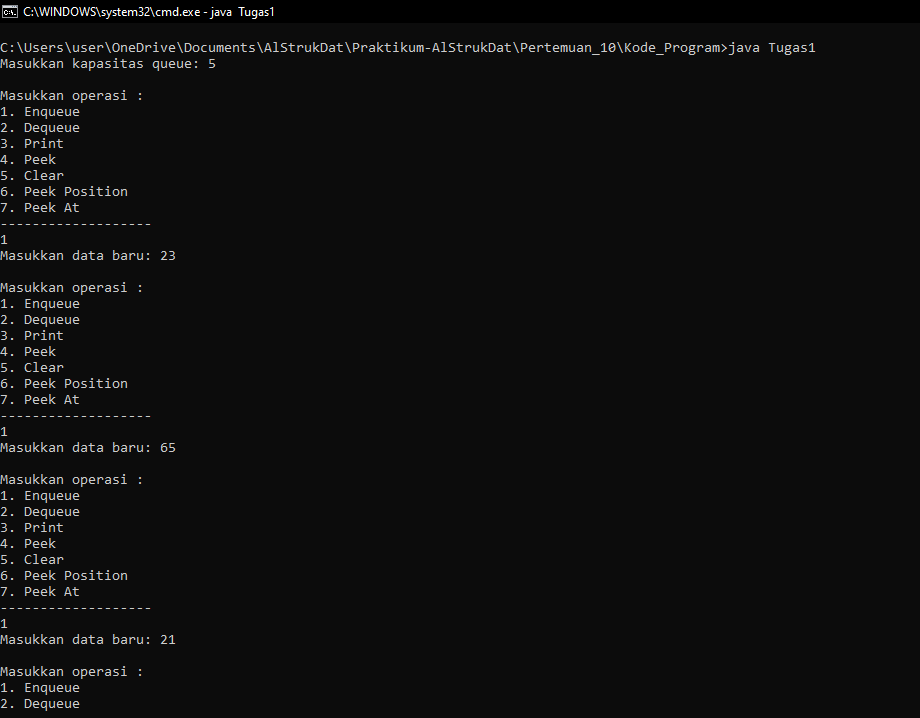 C:\WINDOWS\system32\cmd.exe - java  Tugas1
C:\Users\user\OneDrive\Documents\AlStrukDat\Praktikum-AlStrukDat\Pertemuan_10\Kode_Program>java Tugas1
Masukkan kapasitas queue: 5

Masukkan operasi :
1. Enqueue
2. Dequeue
3. Print
4. Peek
5. Clear
6. Peek Position
7. Peek At
-------------------
1
Masukkan data baru: 23

Masukkan operasi :
1. Enqueue
2. Dequeue
3. Print
4. Peek
5. Clear
6. Peek Position
7. Peek At
-------------------
1
Masukkan data baru: 65

Masukkan operasi :
1. Enqueue
2. Dequeue
3. Print
4. Peek
5. Clear
6. Peek Position
7. Peek At
-------------------
1
Masukkan data baru: 21

Masukkan operasi :
1. Enqueue
2. Dequeue